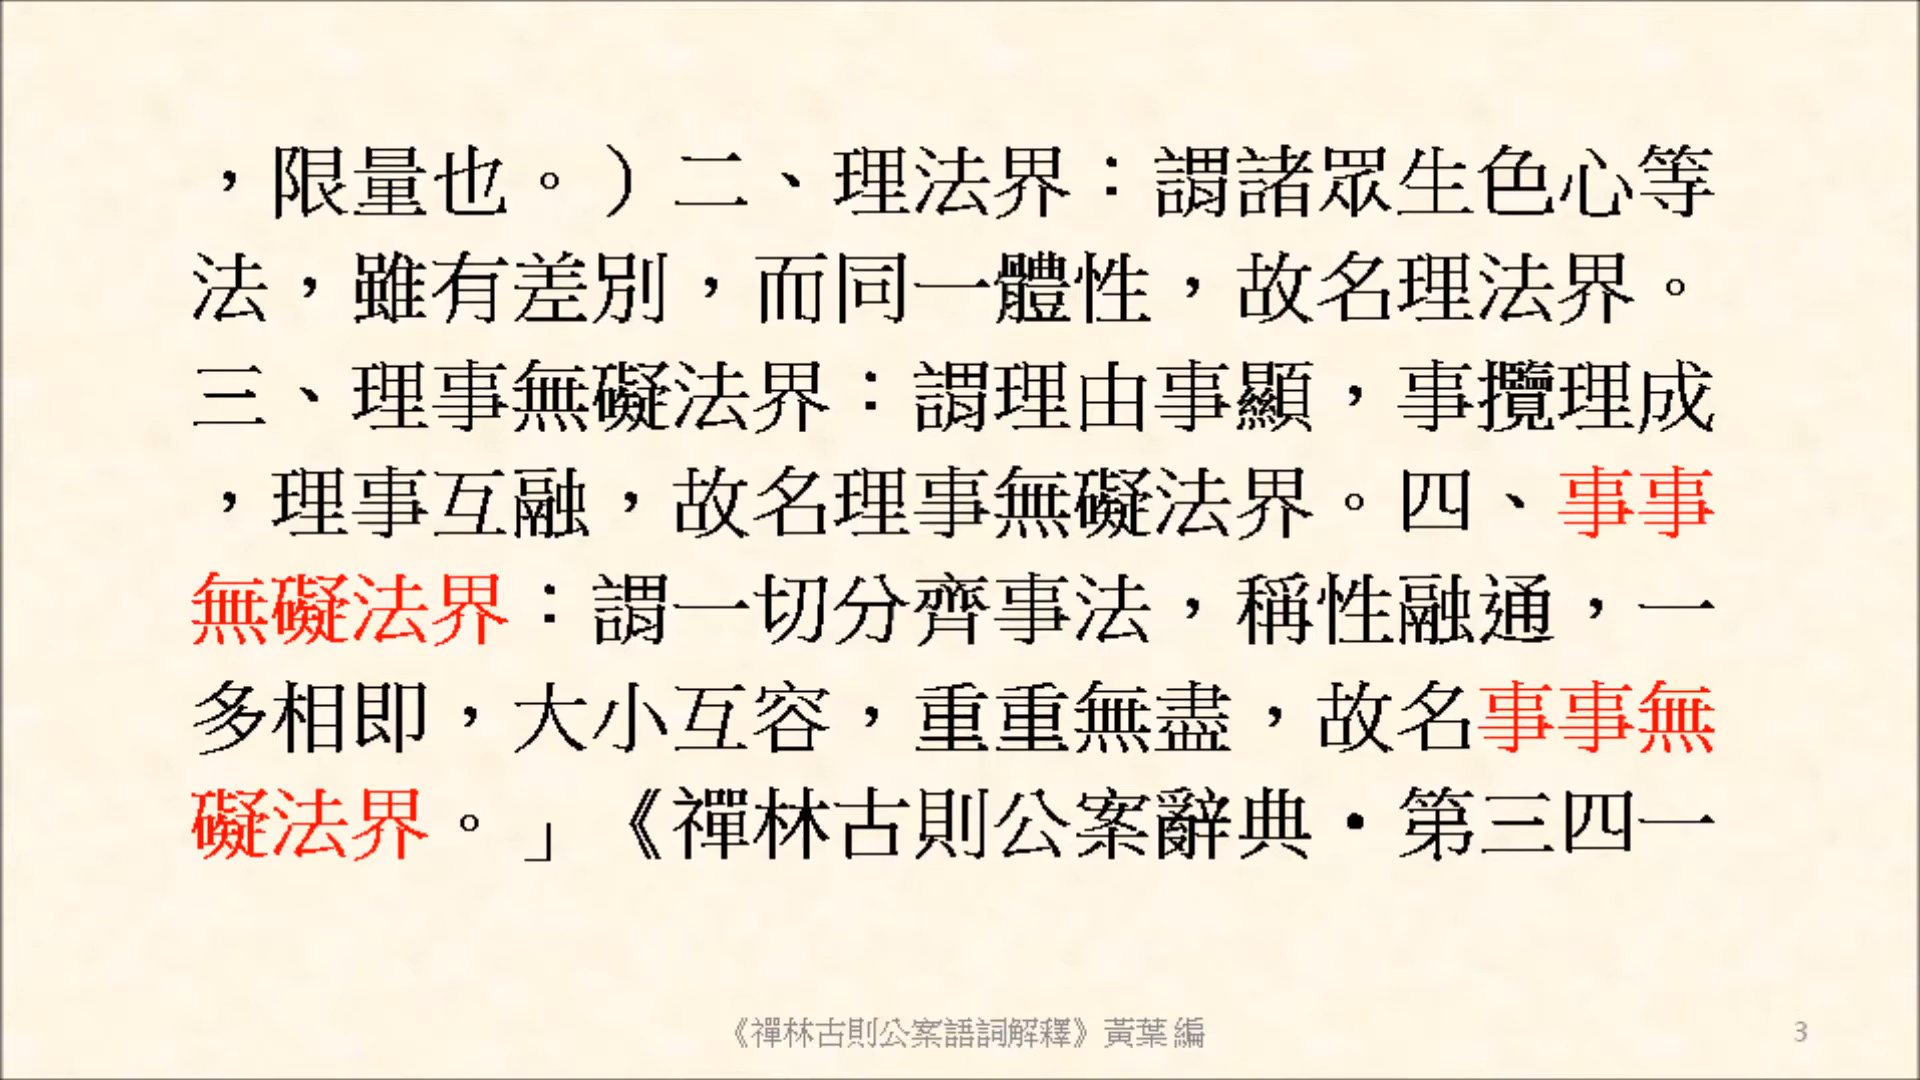 ，限量也。）二、理法界：謂諸眾生色心等
法，雖有差別，而同一體性，故名理法界。
三、理事無礙法界：謂理由事顯，事攬理成
，理事互融，故名理事無礙法界。四、事事
無礙法界：謂一切分齊事法，稱性融通，一
多相即，大小互容，重重無盡，故名事事無
礙法界。」《禪林古則公案辭典•第三四一
《禪林古則公案語詞解釋》黃葉 編
3